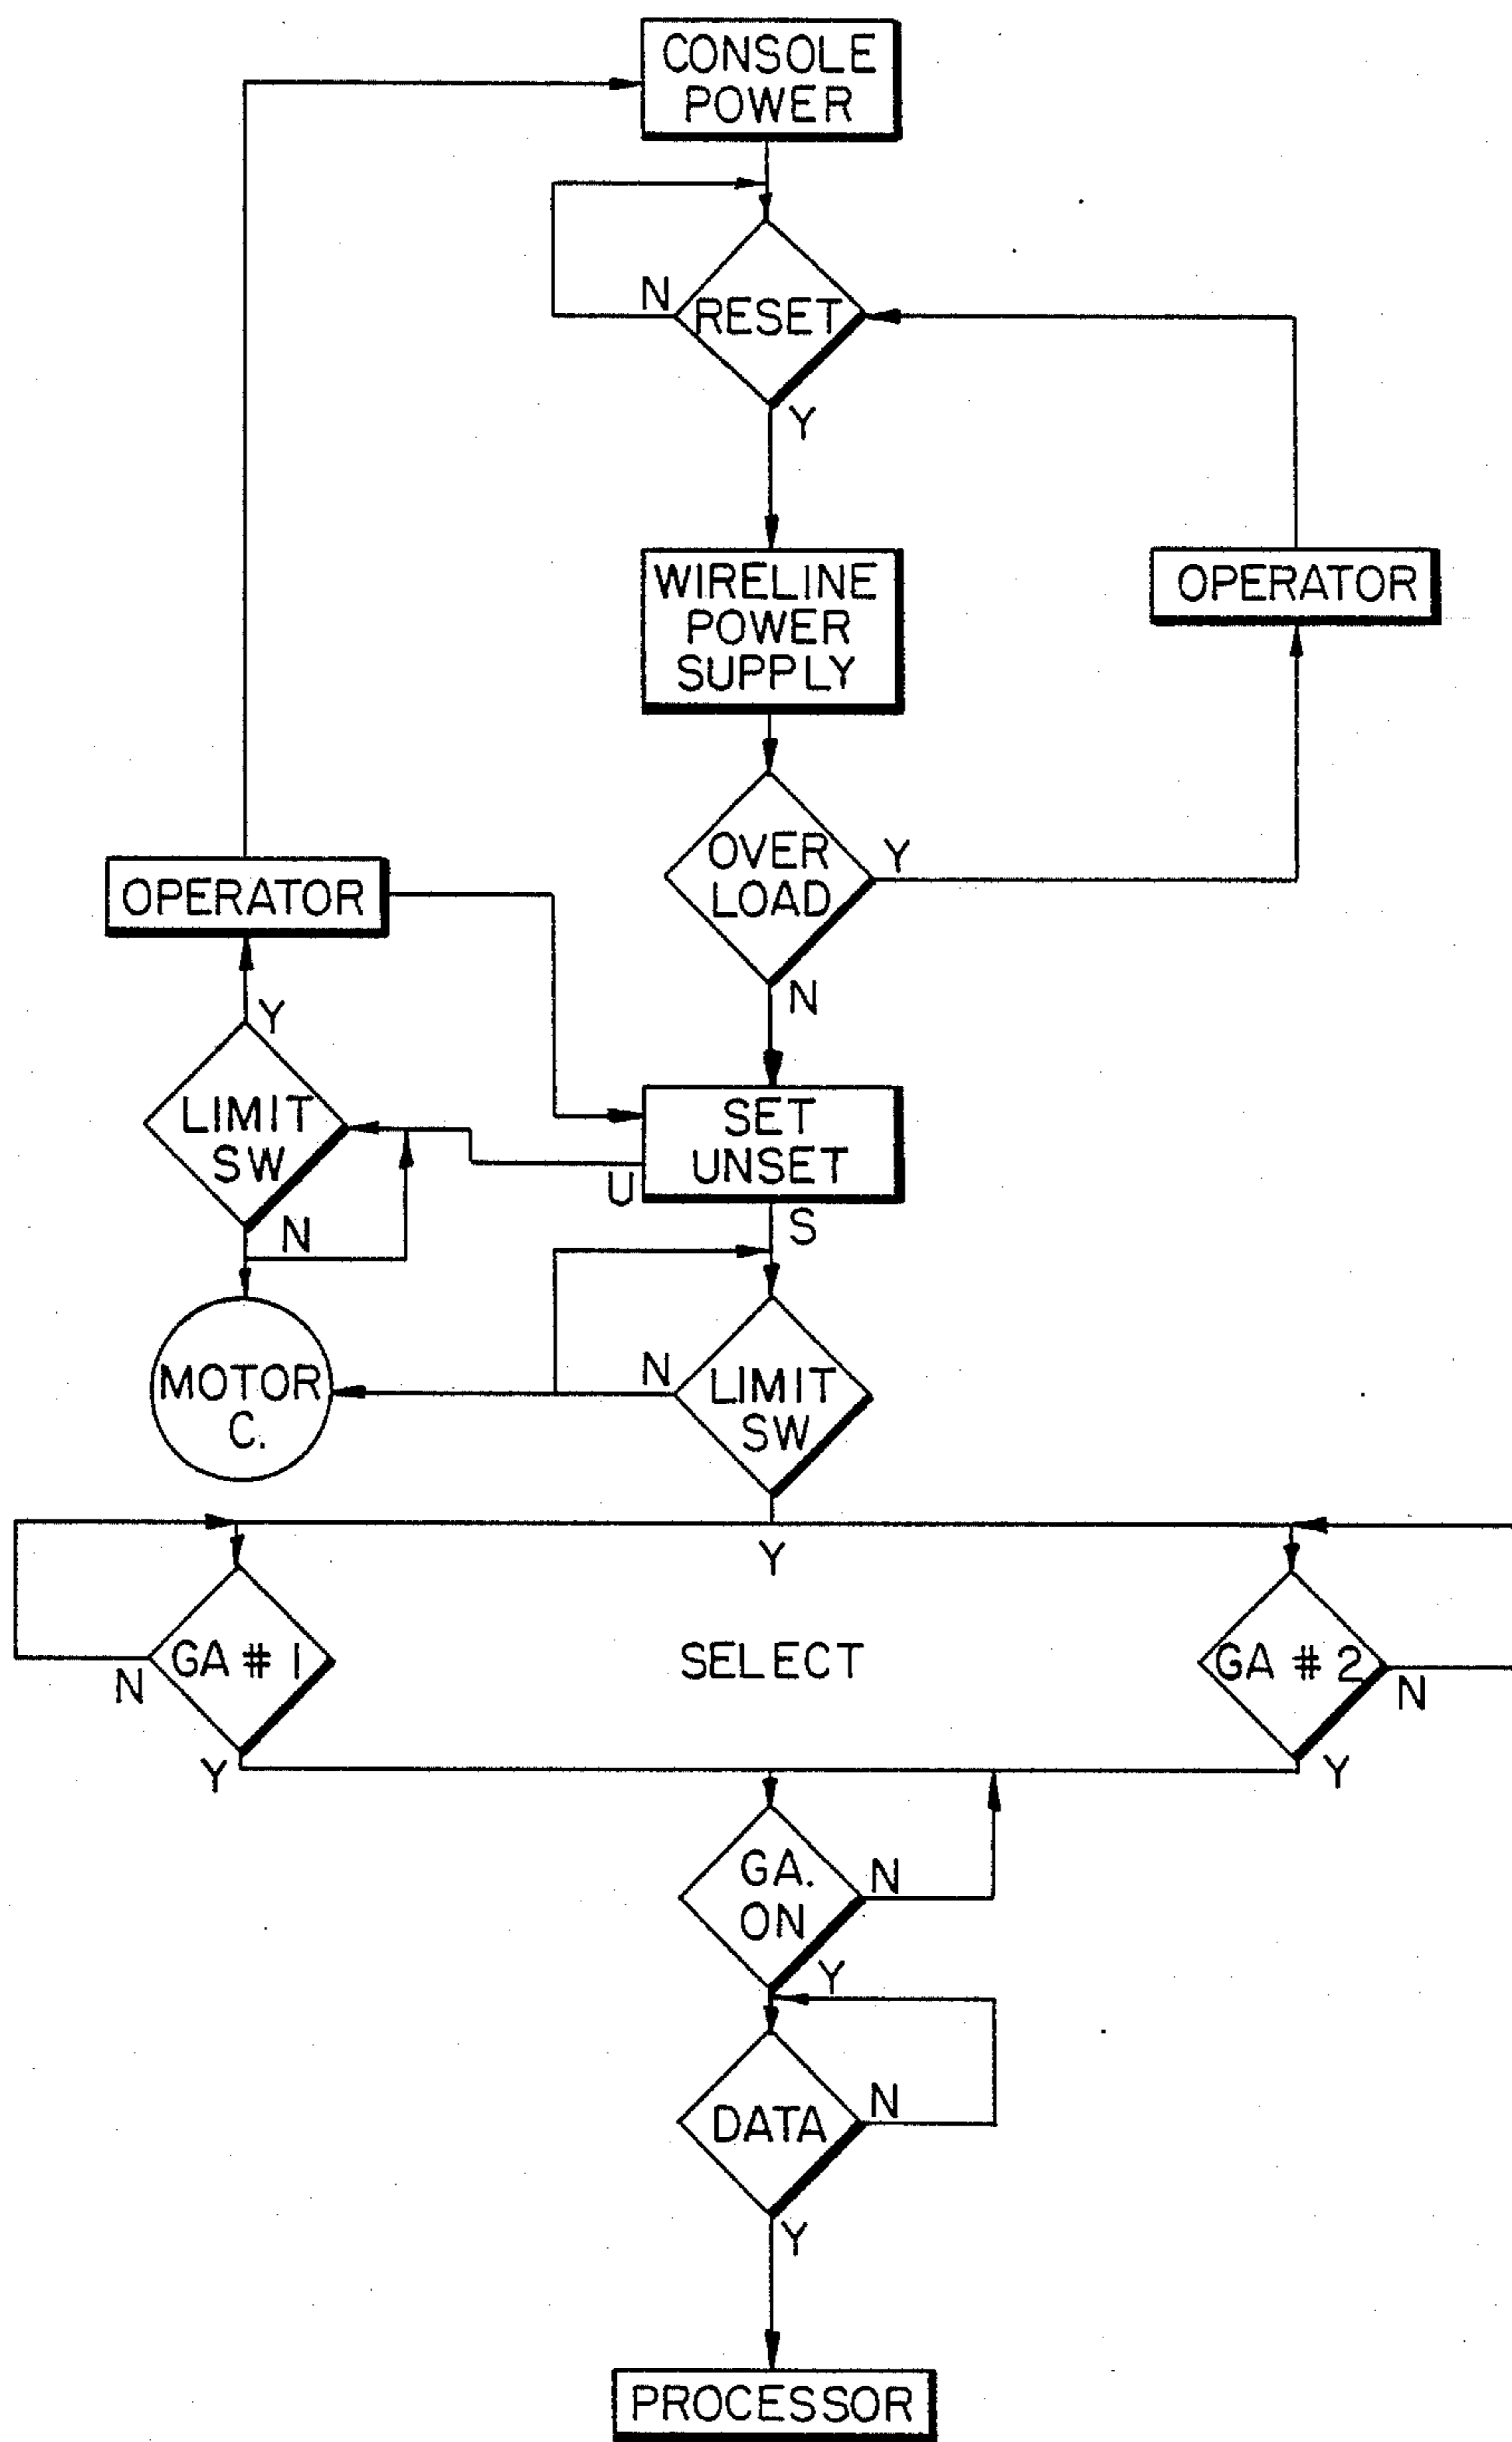 CONSOLE
POWER
N
RESET
Y
WIRELINE
POWER
SUPPLY
OPERATOR
OVER
LOAD
Y
N
OPERATOR
Y
LIMIT
SW
N
SET
UNSET
U
S
MOTOR
C.
N
LIMIT
SW
Y
GA # 1
N
Y
SELECT
GA # 2
N
Y
GA.
ON
N
Y
DATA
N
Y
PROCESSOR